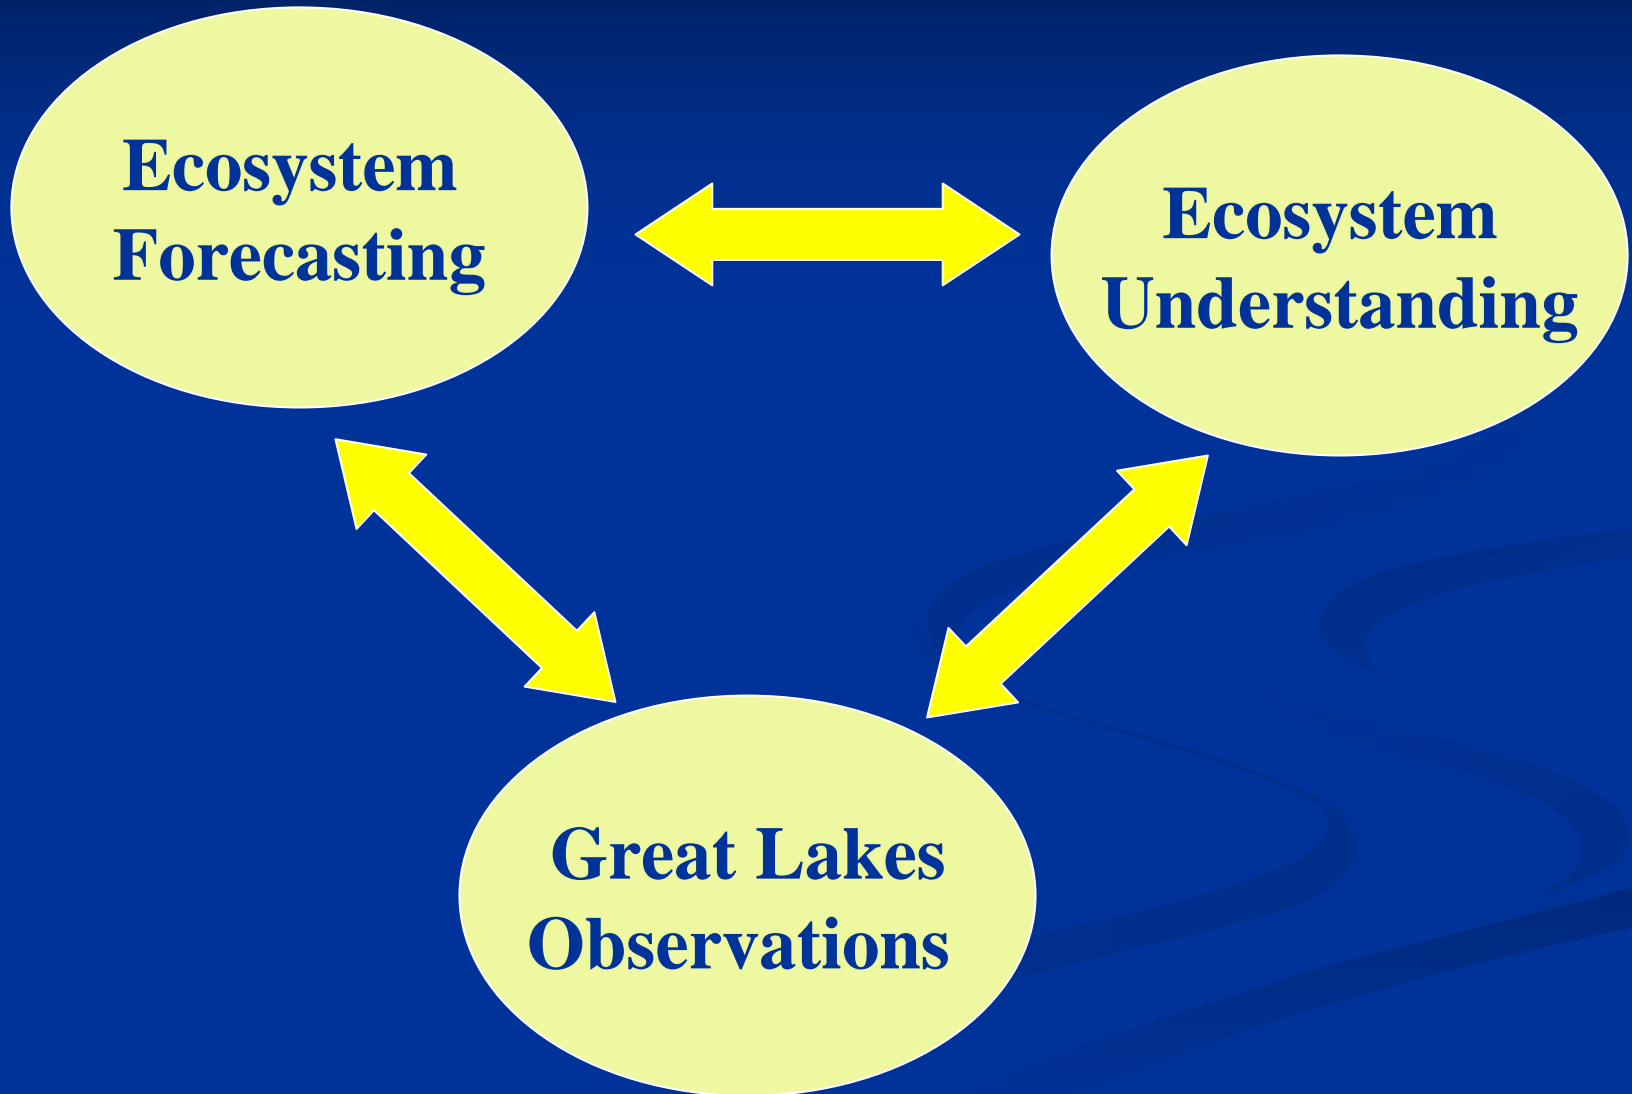 Ecosystem
Forecasting
Ecosystem
Understanding
Great Lakes
Observations